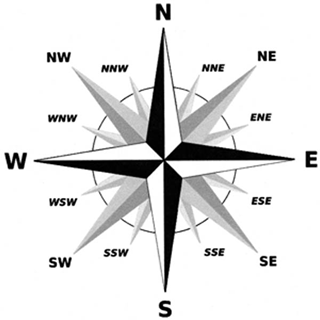 N
NW NE
NNW NNE
WNW ENE
W E
WSW ESE
SSW SSE
SW SE
S